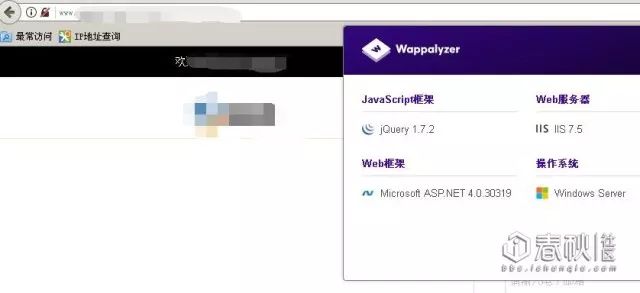 www.
最常访问 IP地址查询
欢
Wappalyzer
JavaScript框架
jQuery 1.7.2
Web服务器
IIS IIS 7.5
Web框架
Microsoft ASP.NET 4.0.30319
操作系统
Windows Server
春秋社区
bbs.ichunqiu.com